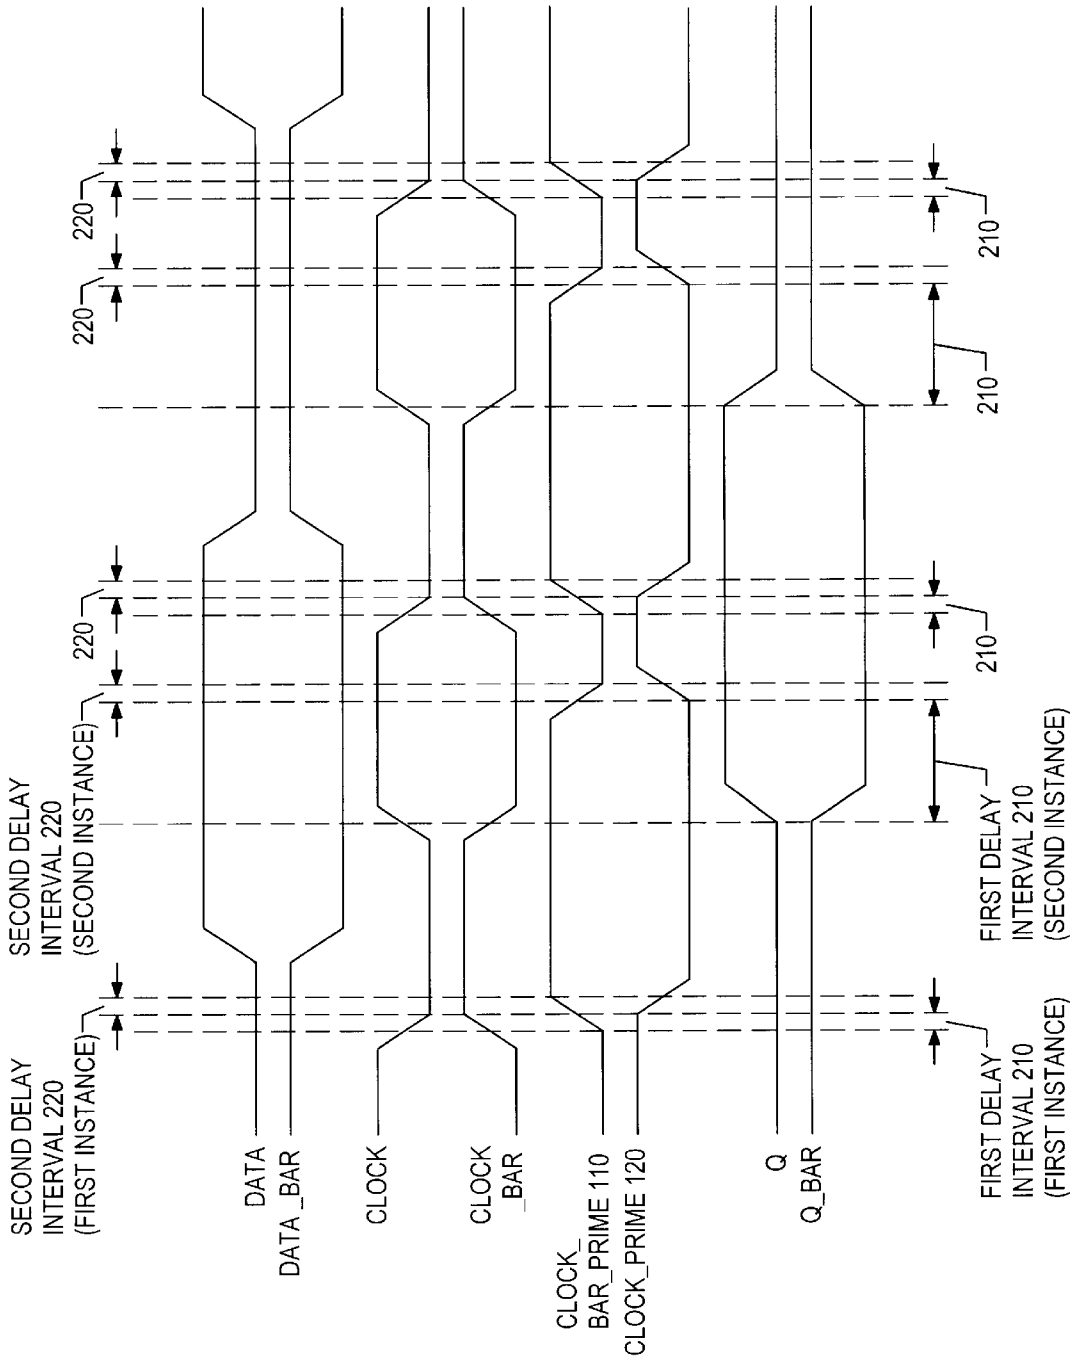 SECOND DELAY
INTERVAL 220
(FIRST INSTANCE)
SECOND DELAY
INTERVAL 220
(SECOND INSTANCE)
220
220
220
DATA
DATA_BAR
CLOCK
CLOCK
_BAR
CLOCK_
BAR_PRIME 110
CLOCK_PRIME 120
Q
Q_BAR
FIRST DELAY
INTERVAL 210
(FIRST INSTANCE)
FIRST DELAY
INTERVAL 210
(SECOND INSTANCE)
210
210
210